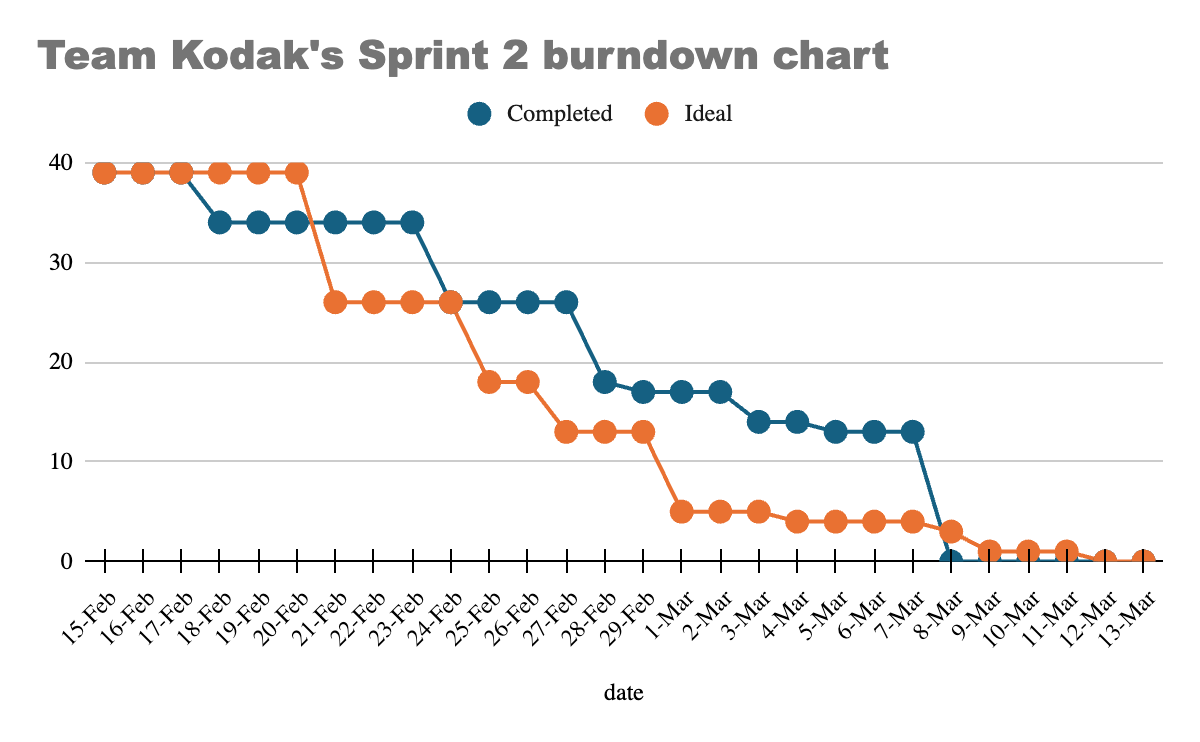 Team Kodak's Sprint 2 burndown chart
Completed Ideal
40
30
20
10
0
15-Feb 16-Feb 17-Feb 18-Feb 19-Feb 20-Feb 21-Feb 22-Feb 23-Feb 24-Feb 25-Feb 26-Feb 27-Feb 28-Feb 29-Feb 1-Mar 2-Mar 3-Mar 4-Mar 5-Mar 6-Mar 7-Mar 8-Mar 9-Mar 10-Mar 11-Mar 12-Mar 13-Mar
date